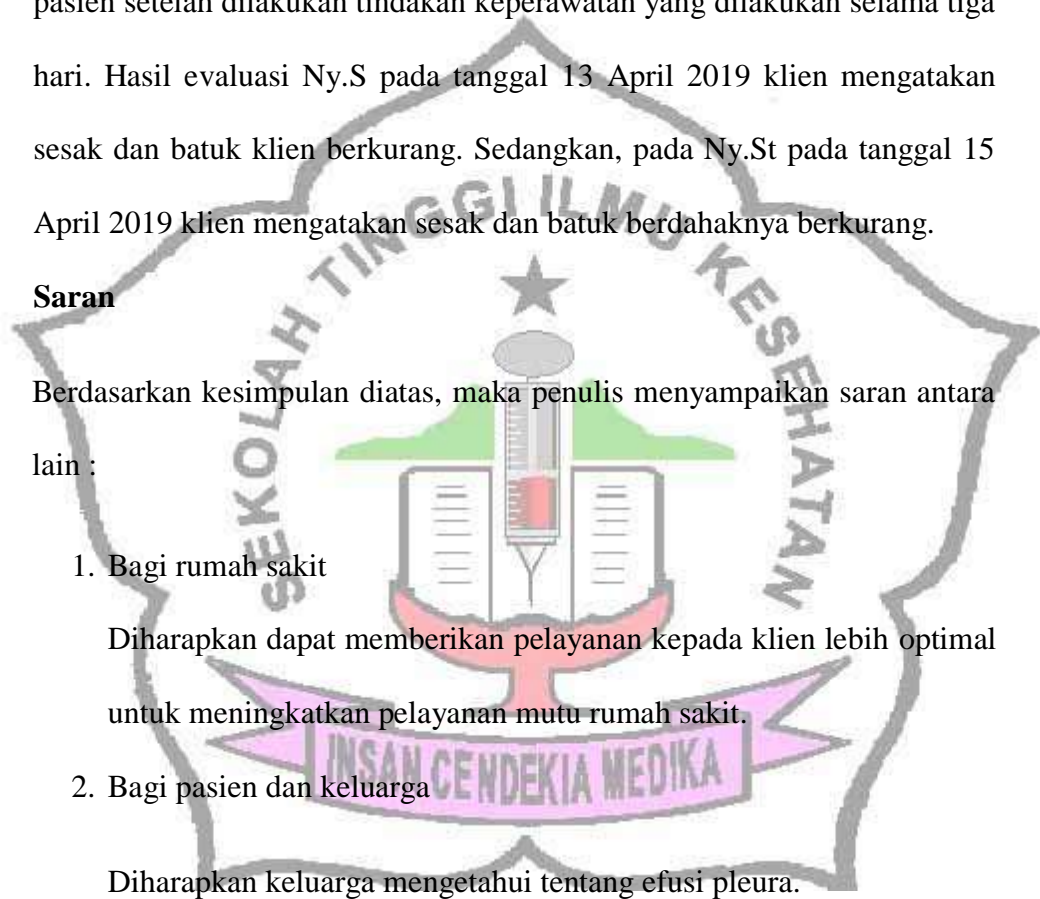 pasien setelah dilakukan tindakan keperawatan yang dilakukan selama tiga
hari. Hasil evaluasi Ny.S pada tanggal 13 April 2019 klien mengatakan
sesak dan batuk klien berkurang. Sedangkan, pada Ny.St pada tanggal 15
April 2019 klien mengatakan sesak dan batuk berdahaknya berkurang.
Saran
Berdasarkan kesimpulan diatas, maka penulis menyampaikan saran antara
lain :
1. Bagi rumah sakit
Diharapkan dapat memberikan pelayanan kepada klien lebih optimal
untuk meningkatkan pelayanan mutu rumah sakit.
2. Bagi pasien dan keluarga
Diharapkan keluarga mengetahui tentang efusi pleura.
SEKOLAH TINGGI ILMU KESEHATAN
INSAN CENDEKIA MEDIKA